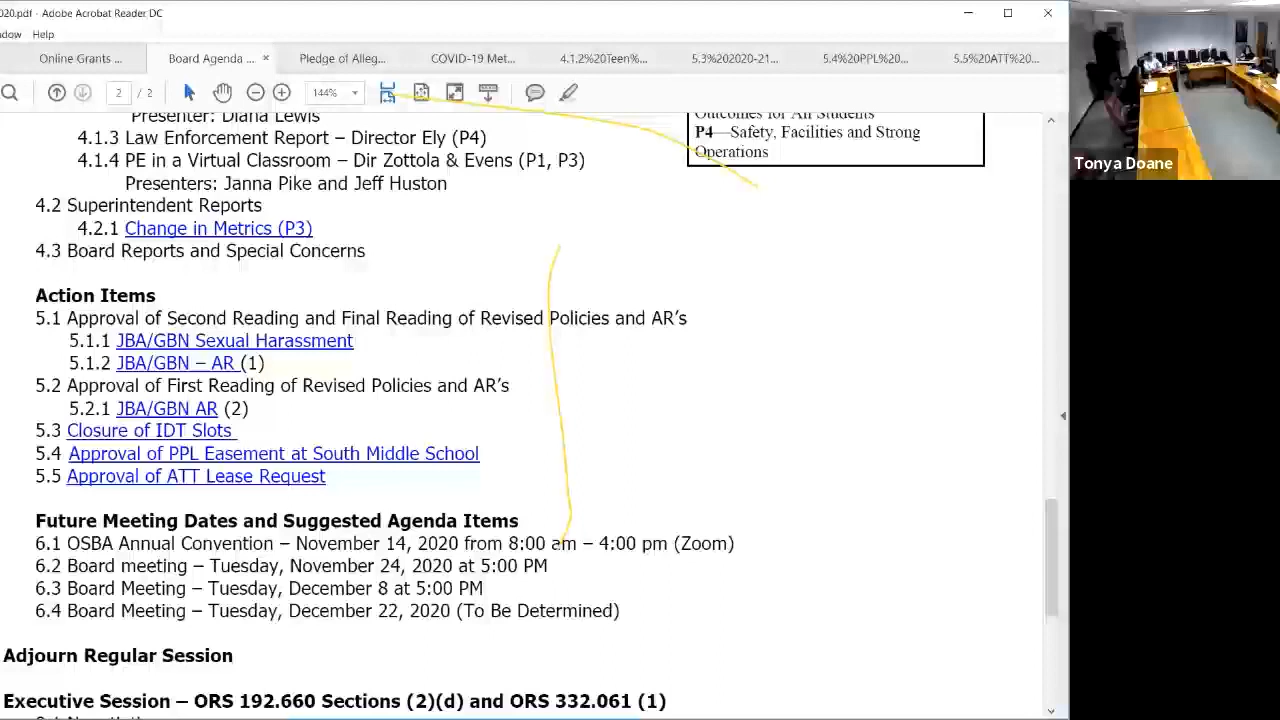 020.pdf - Adobe Acrobat Reader DC
dow Help
Online Grants ... Board Agenda ... × Pledge of Alleg... COVID-19 Met... 4.1.2%20Teen%... 5.3%202020-21... 5.4%20PPL%20... 5.5%20ATT%20...
2 / 2 144%
Presenter: Diana Lewis
Outcomes for All Students
P4—Safety, Facilities and Strong
Operations
4.1.3 Law Enforcement Report – Director Ely (P4)
4.1.4 PE in a Virtual Classroom – Dir Zottola & Evens (P1, P3)
Presenters: Janna Pike and Jeff Huston
4.2 Superintendent Reports
4.2.1 Change in Metrics (P3)
4.3 Board Reports and Special Concerns
Action Items
5.1 Approval of Second Reading and Final Reading of Revised Policies and AR's
5.1.1 JBA/GBN Sexual Harassment
5.1.2 JBA/GBN – AR (1)
5.2 Approval of First Reading of Revised Policies and AR's
5.2.1 JBA/GBN AR (2)
5.3 Closure of IDT Slots
5.4 Approval of PPL Easement at South Middle School
5.5 Approval of ATT Lease Request
Future Meeting Dates and Suggested Agenda Items
6.1 OSBA Annual Convention – November 14, 2020 from 8:00 am – 4:00 pm (Zoom)
6.2 Board meeting – Tuesday, November 24, 2020 at 5:00 PM
6.3 Board Meeting – Tuesday, December 8 at 5:00 PM
6.4 Board Meeting – Tuesday, December 22, 2020 (To Be Determined)
Adjourn Regular Session
Executive Session – ORS 192.660 Sections (2)(d) and ORS 332.061 (1)
Tonya Doane